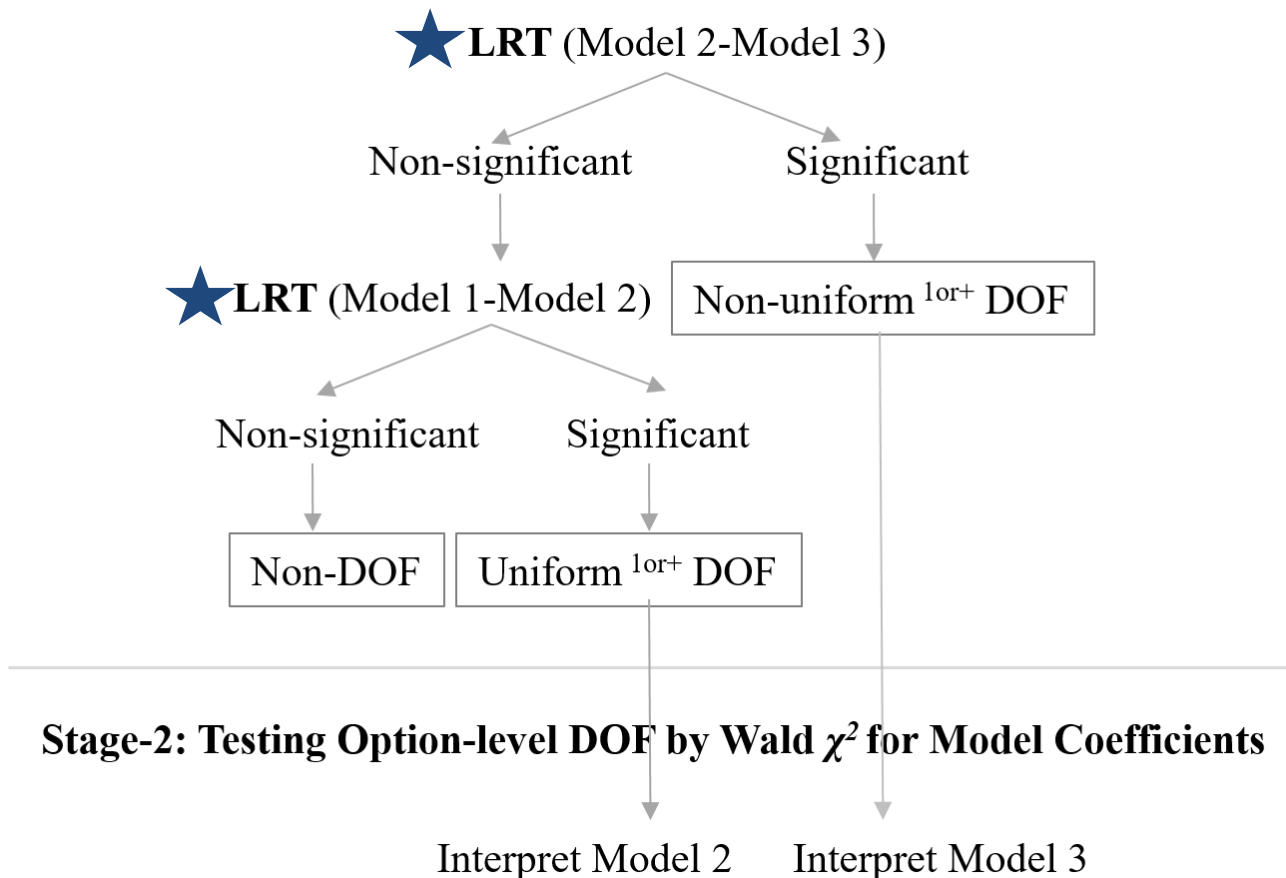 LRT (Model 2-Model 3)
Non-significant Significant
LRT (Model 1-Model 2) Non-uniform 1or+ DOF
Non-significant Significant
Non-DOF Uniform 1or+ DOF
Stage-2: Testing Option-level DOF by Wald χ² for Model Coefficients
Interpret Model 2 Interpret Model 3